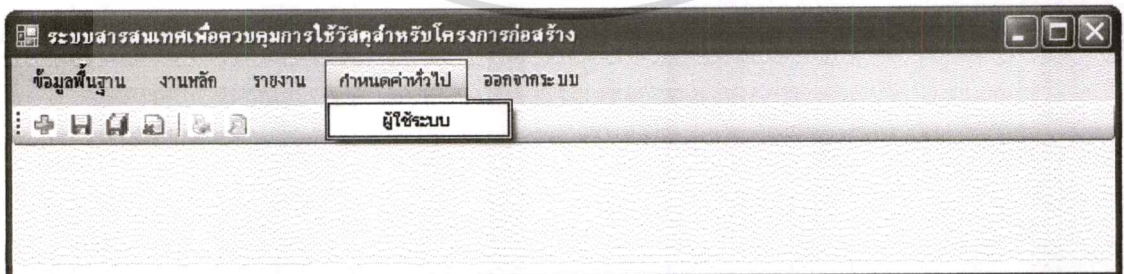 ระบบสารสนเทศเพื่อควบคุมการใช้วัสดุสำหรับโครงการก่อสร้าง
ข้อมูลพื้นฐาน งานหลัก รายงาน กำหนดค่าทั่วไป ออกจากระบบ
ผู้ใช้ระบบ